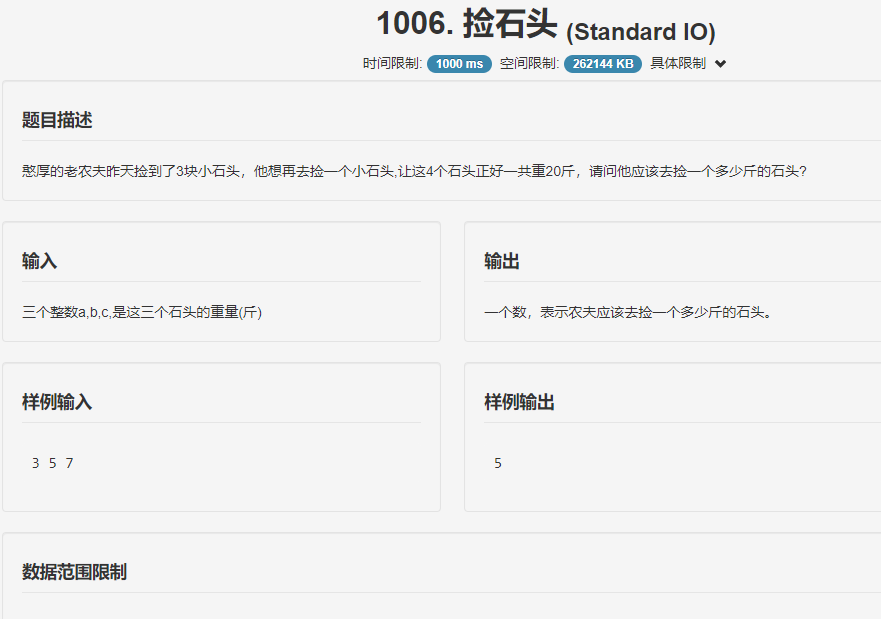 1006. 捡石头 (Standard IO)
时间限制: 1000 ms 空间限制: 262144 KB 具体限制
题目描述
憨厚的老农夫昨天捡到了3块小石头，他想再去捡一个小石头,让这4个石头正好一共重20斤，请问他应该去捡一个多少斤的石头?
输入
三个整数a,b,c,是这三个石头的重量(斤)
输出
一个数，表示农夫应该去捡一个多少斤的石头。
样例输入
3 5 7
样例输出
5
数据范围限制